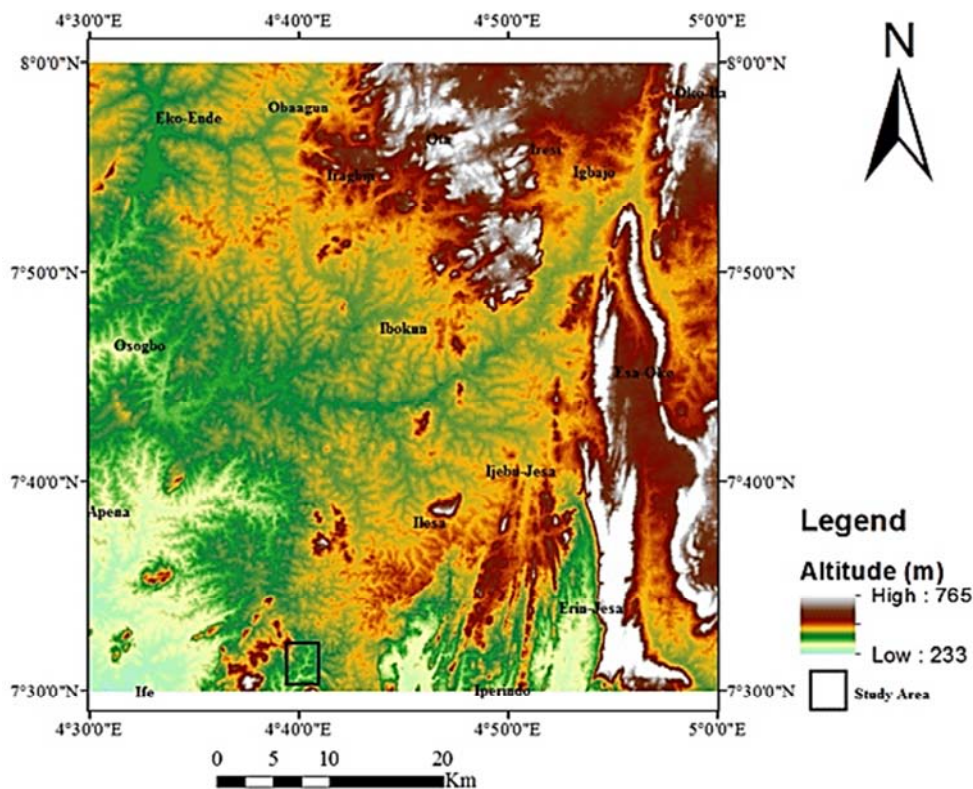 4°30'0"E 4°40'0"E 4°50'0"E 5°0'0"E
N
8°0'0"N 8°0'0"N
Oko-Ila
Obaagun
Eko-Ende
Ota
Iresi
Iragbiji
Igbajo
7°50'0"N 7°50'0"N
Ibokun
Osogbo
Esa-Oke
Ijebu-Jesa
7°40'0"N 7°40'0"N
Apena
Ilesa
Legend
Altitude (m)
High : 765
Erin-Jesa
Low : 233
Ife
Iperindo
7°30'0"N 7°30'0"N
Study Area
4°30'0"E 4°40'0"E 4°50'0"E 5°0'0"E
0 5 10 20
Km